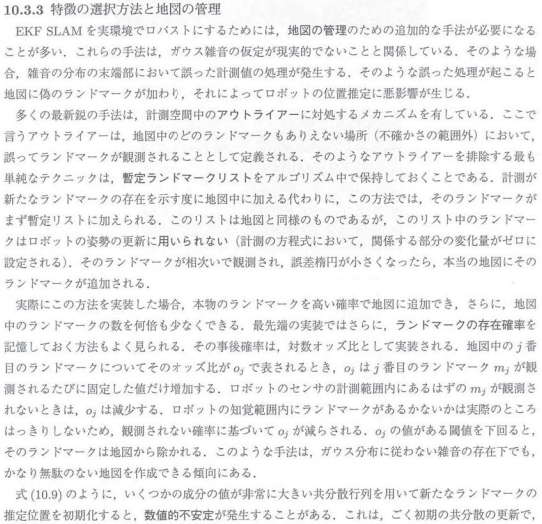 10.3.3 特徴の選択方法と地図の管理
EKF SLAM を実環境でロバストにするためには，地図の管理のための追加的な手法が必要になる
ことが多い．これらの手法は，ガウス雑音の仮定が現実的でないことと関係している．そのような場
合，雑音の分布の末端部において誤った計測値の処理が発生する．そのような誤った処理が起こると
地図に偽のランドマークが加わり，それによってロボットの位置推定に悪影響が生じる．
多くの最新鋭の手法は，計測空間中のアウトライアーに対処するメカニズムを有している．ここで
言うアウトライアーは，地図中のどのランドマークもありえない場所（不確かさの範囲外）において，
誤ってランドマークが観測されることとして定義される．そのようなアウトライアーを排除する最も
単純なテクニックは，暫定ランドマークリストをアルゴリズム中で保持しておくことである．計測が
新たなランドマークの存在を示す度に地図中に加える代わりに，この方法では，そのランドマークが
まず暫定リストに加えられる．このリストは地図と同様のものであるが，このリスト中のランドマー
クはロボットの姿勢の更新に用いられない（計測の方程式において，関係する部分の変化量がゼロに
設定される）．そのランドマークが相次いで観測され，誤差楕円が小さくなったら，本当の地図にその
ランドマークが追加される．
実際にこの方法を実装した場合，本物のランドマークを高い確率で地図に追加でき，さらに，地図
中のランドマークの数を何倍も少なくできる．最先端の実装ではさらに，ランドマークの存在確率を
記憶しておく方法もよく見られる．その事後確率は，対数オッズ比として実装される．地図中の j 番
目のランドマークについてそのオッズ比が oj で表されるとき，oj は j 番目のランドマーク mj が観
測されるたびに固定した値だけ増加する．ロボットのセンサの計測範囲内にあるはずの mj が観測さ
れないときは，oj は減少する．ロボットの知覚範囲内にランドマークがあるかないかは実際のところ
はっきりしないため，観測されない確率に基づいて oj が減らされる．oj の値がある閾値を下回ると，
そのランドマークは地図から除かれる．このような手法は，ガウス分布に従わない雑音の存在下でも，
かなり無駄のない地図を作成できる傾向にある．
式 (10.9) のように，いくつかの成分の値が非常に大きい共分散行列を用いて新たなランドマークの
推定位置を初期化すると，数値的不安定が発生することがある．これは，ごく初期の共分散の更新で，